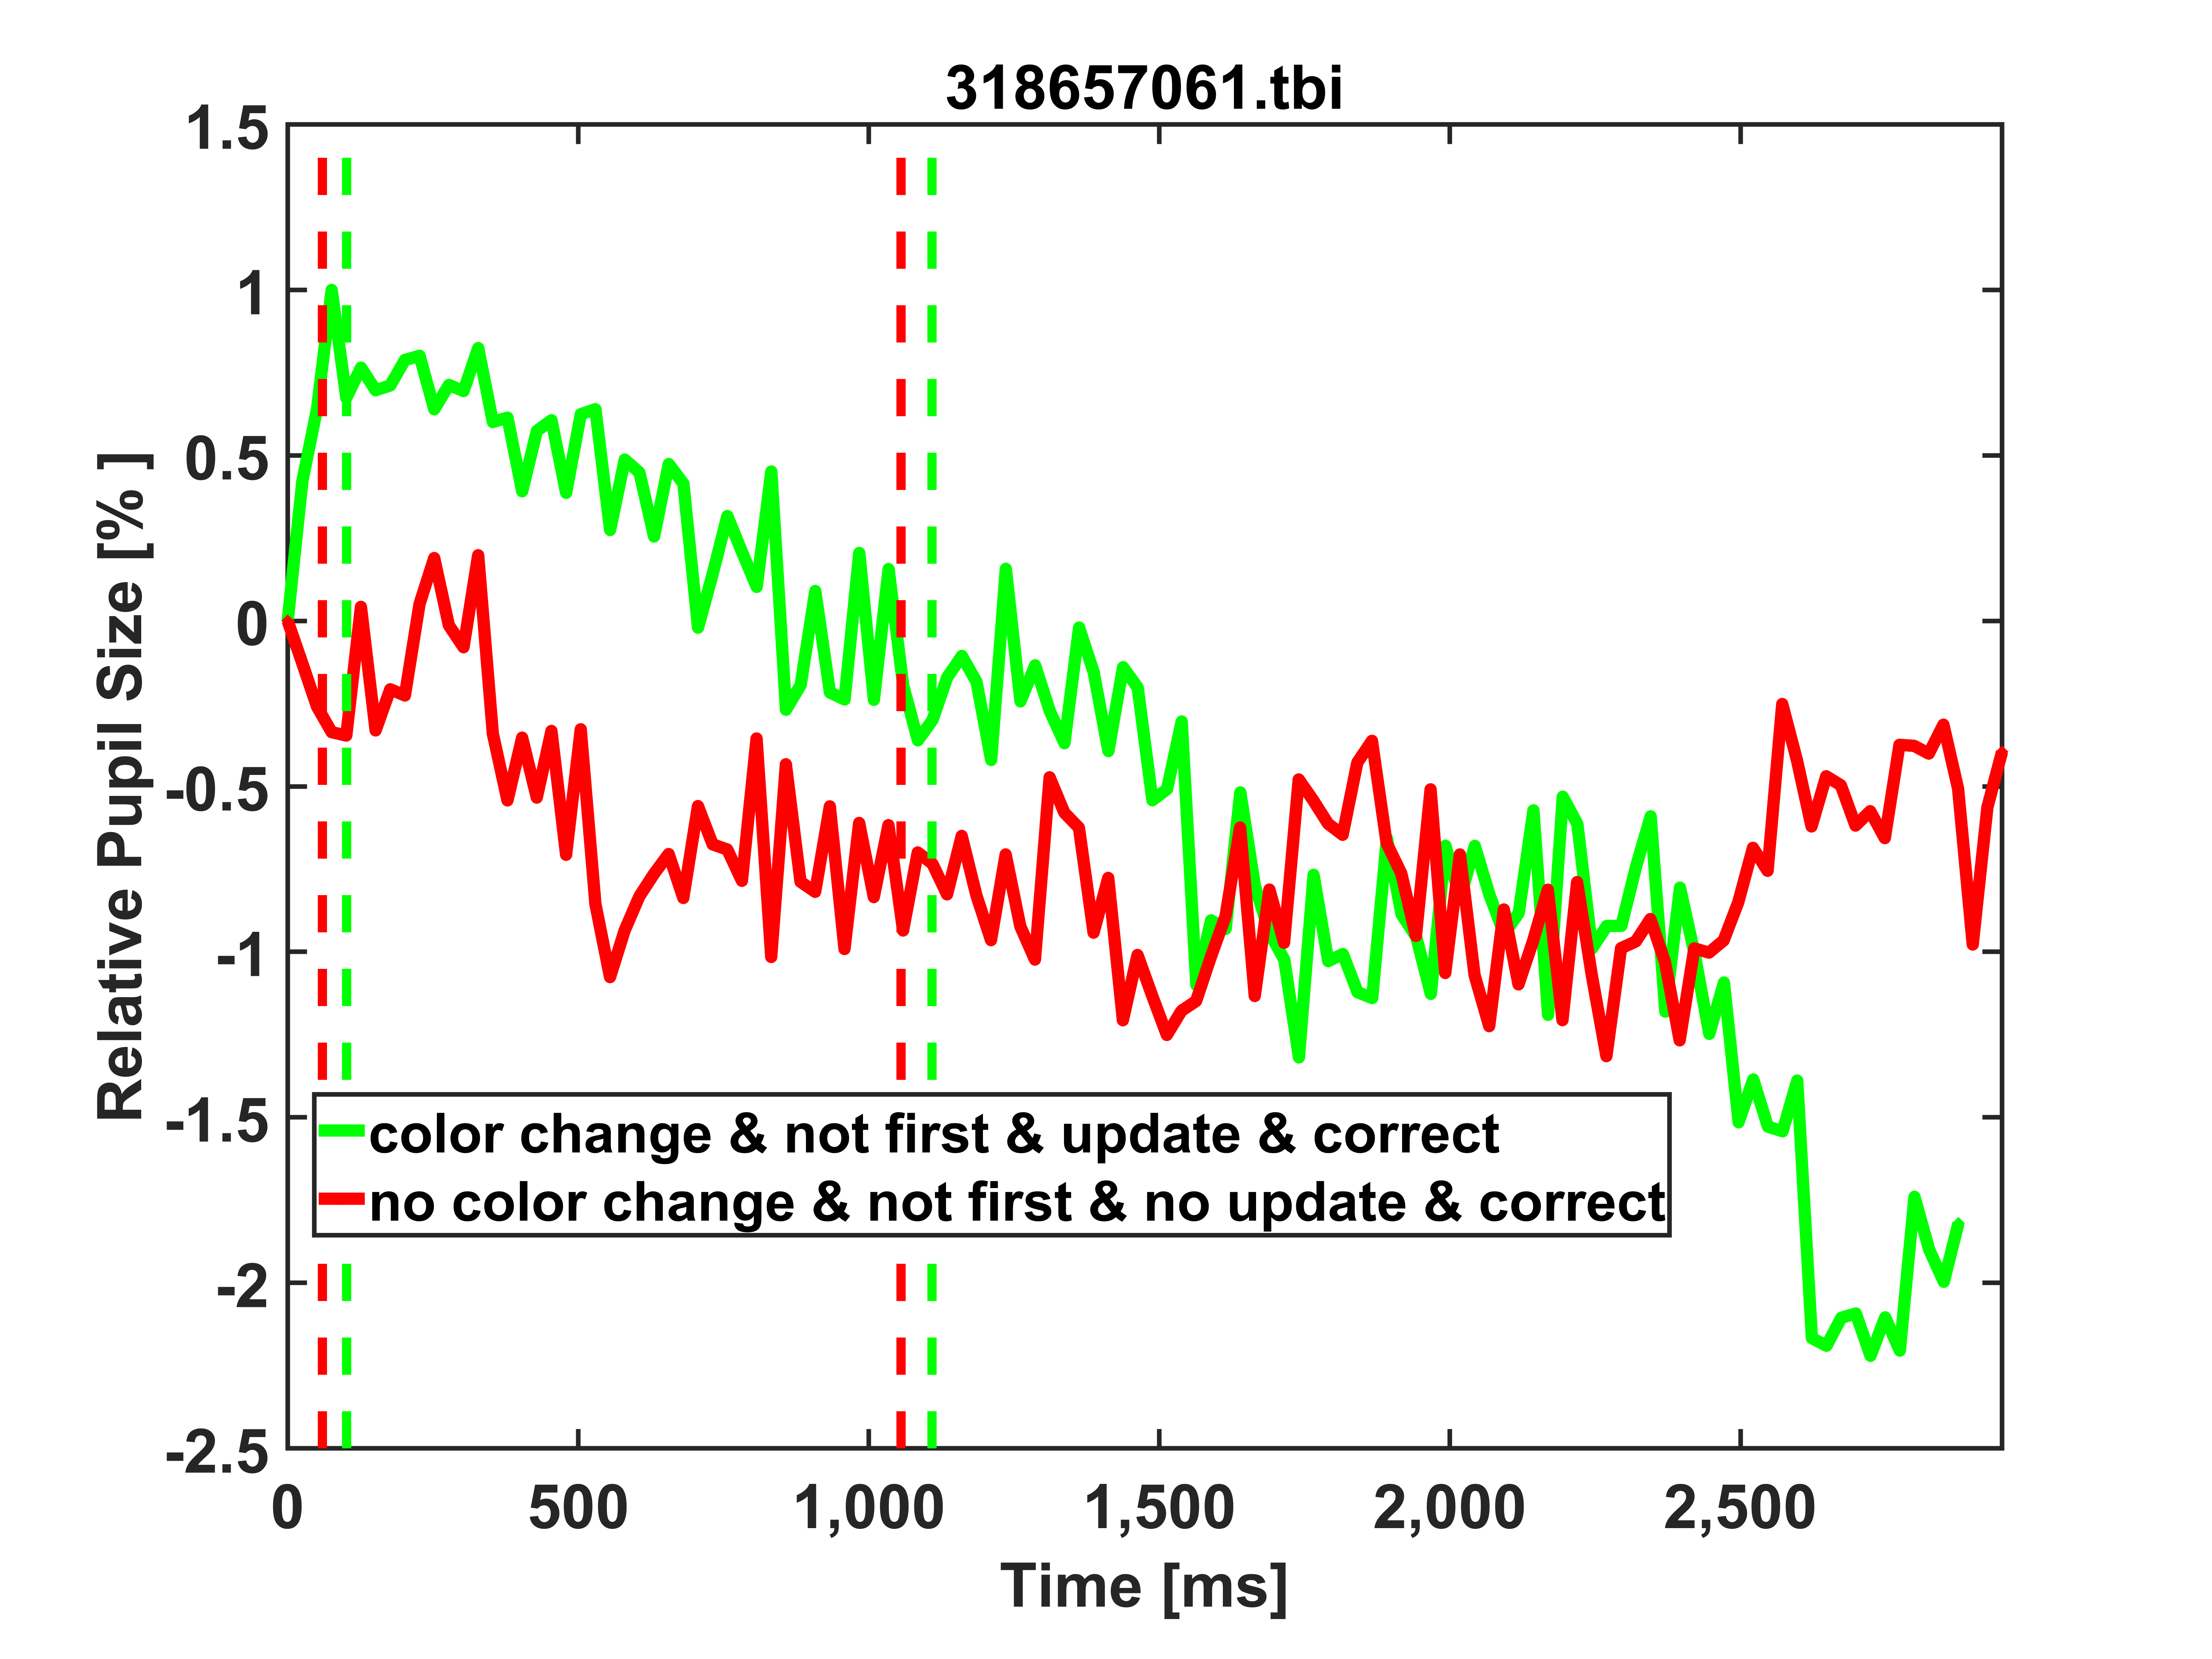 318657061.tbi
1.5
1
0.5
0
-0.5
-1
-1.5
-2
-2.5
Relative Pupil Size [% ]
color change & not first & update & correct
no color change & not first & no update & correct
0 500 1,000 1,500 2,000 2,500
Time [ms]